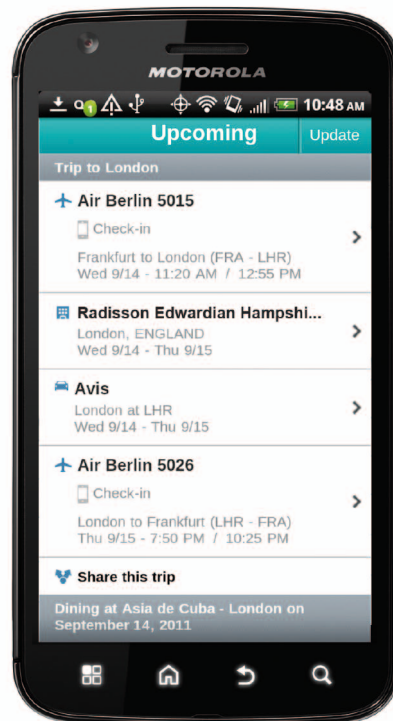 MOTOROLA
1
10:48 AM
Upcoming
Update
Trip to London
Air Berlin 5015
Check-in
Frankfurt to London (FRA - LHR)
Wed 9/14 - 11:20 AM / 12:55 PM
Radisson Edwardian Hampshi...
London, ENGLAND
Wed 9/14 - Thu 9/15
Avis
London at LHR
Wed 9/14 - Thu 9/15
Air Berlin 5026
Check-in
London to Frankfurt (LHR - FRA)
Thu 9/15 - 7:50 PM / 10:25 PM
Share this trip
Dining at Asia de Cuba - London on
September 14, 2011